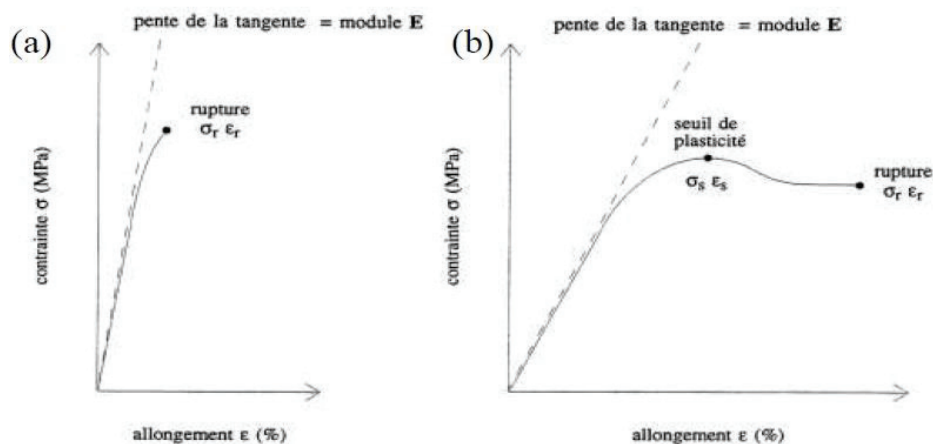 (a)
pente de la tangente = module E
contrainte σ (MPa)
rupture
σr εr
allongement ε (%)
(b)
pente de la tangente = module E
contrainte σ (MPa)
seuil de
plasticité
σs εs
rupture
σr εr
allongement ε (%)